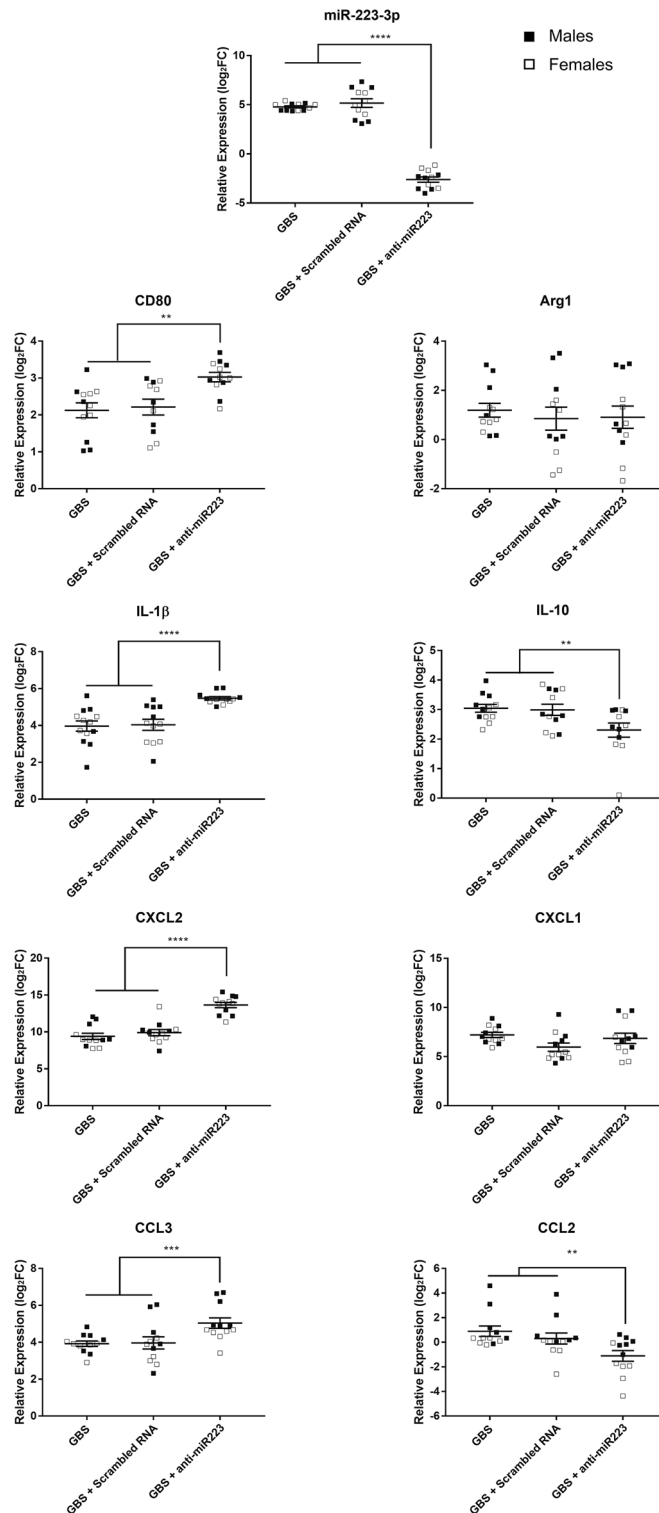 miR-223-3p
Males
Females
Relative Expression (log₂FC)
10
5
0
-5
****
GBS
GBS + Scrambled RNA
GBS + anti-miR223
CD80
Relative Expression (log₂FC)
4
3
2
1
0
**
GBS
GBS + Scrambled RNA
GBS + anti-miR223
Arg1
Relative Expression (log₂FC)
4
2
0
-2
GBS
GBS + Scrambled RNA
GBS + anti-miR223
IL-1β
Relative Expression (log₂FC)
8
6
4
2
0
****
GBS
GBS + Scrambled RNA
GBS + anti-miR223
IL-10
Relative Expression (log₂FC)
5
4
3
2
1
0
**
GBS
GBS + Scrambled RNA
GBS + anti-miR223
CXCL2
Relative Expression (log₂FC)
20
15
10
5
0
****
GBS
GBS + Scrambled RNA
GBS + anti-miR223
CXCL1
Relative Expression (log₂FC)
15
10
5
0
GBS
GBS + Scrambled RNA
GBS + anti-miR223
CCL3
Relative Expression (log₂FC)
8
6
4
2
0
***
GBS
GBS + Scrambled RNA
GBS + anti-miR223
CCL2
Relative Expression (log₂FC)
6
4
2
0
-2
-4
-6
**
GBS
GBS + Scrambled RNA
GBS + anti-miR223